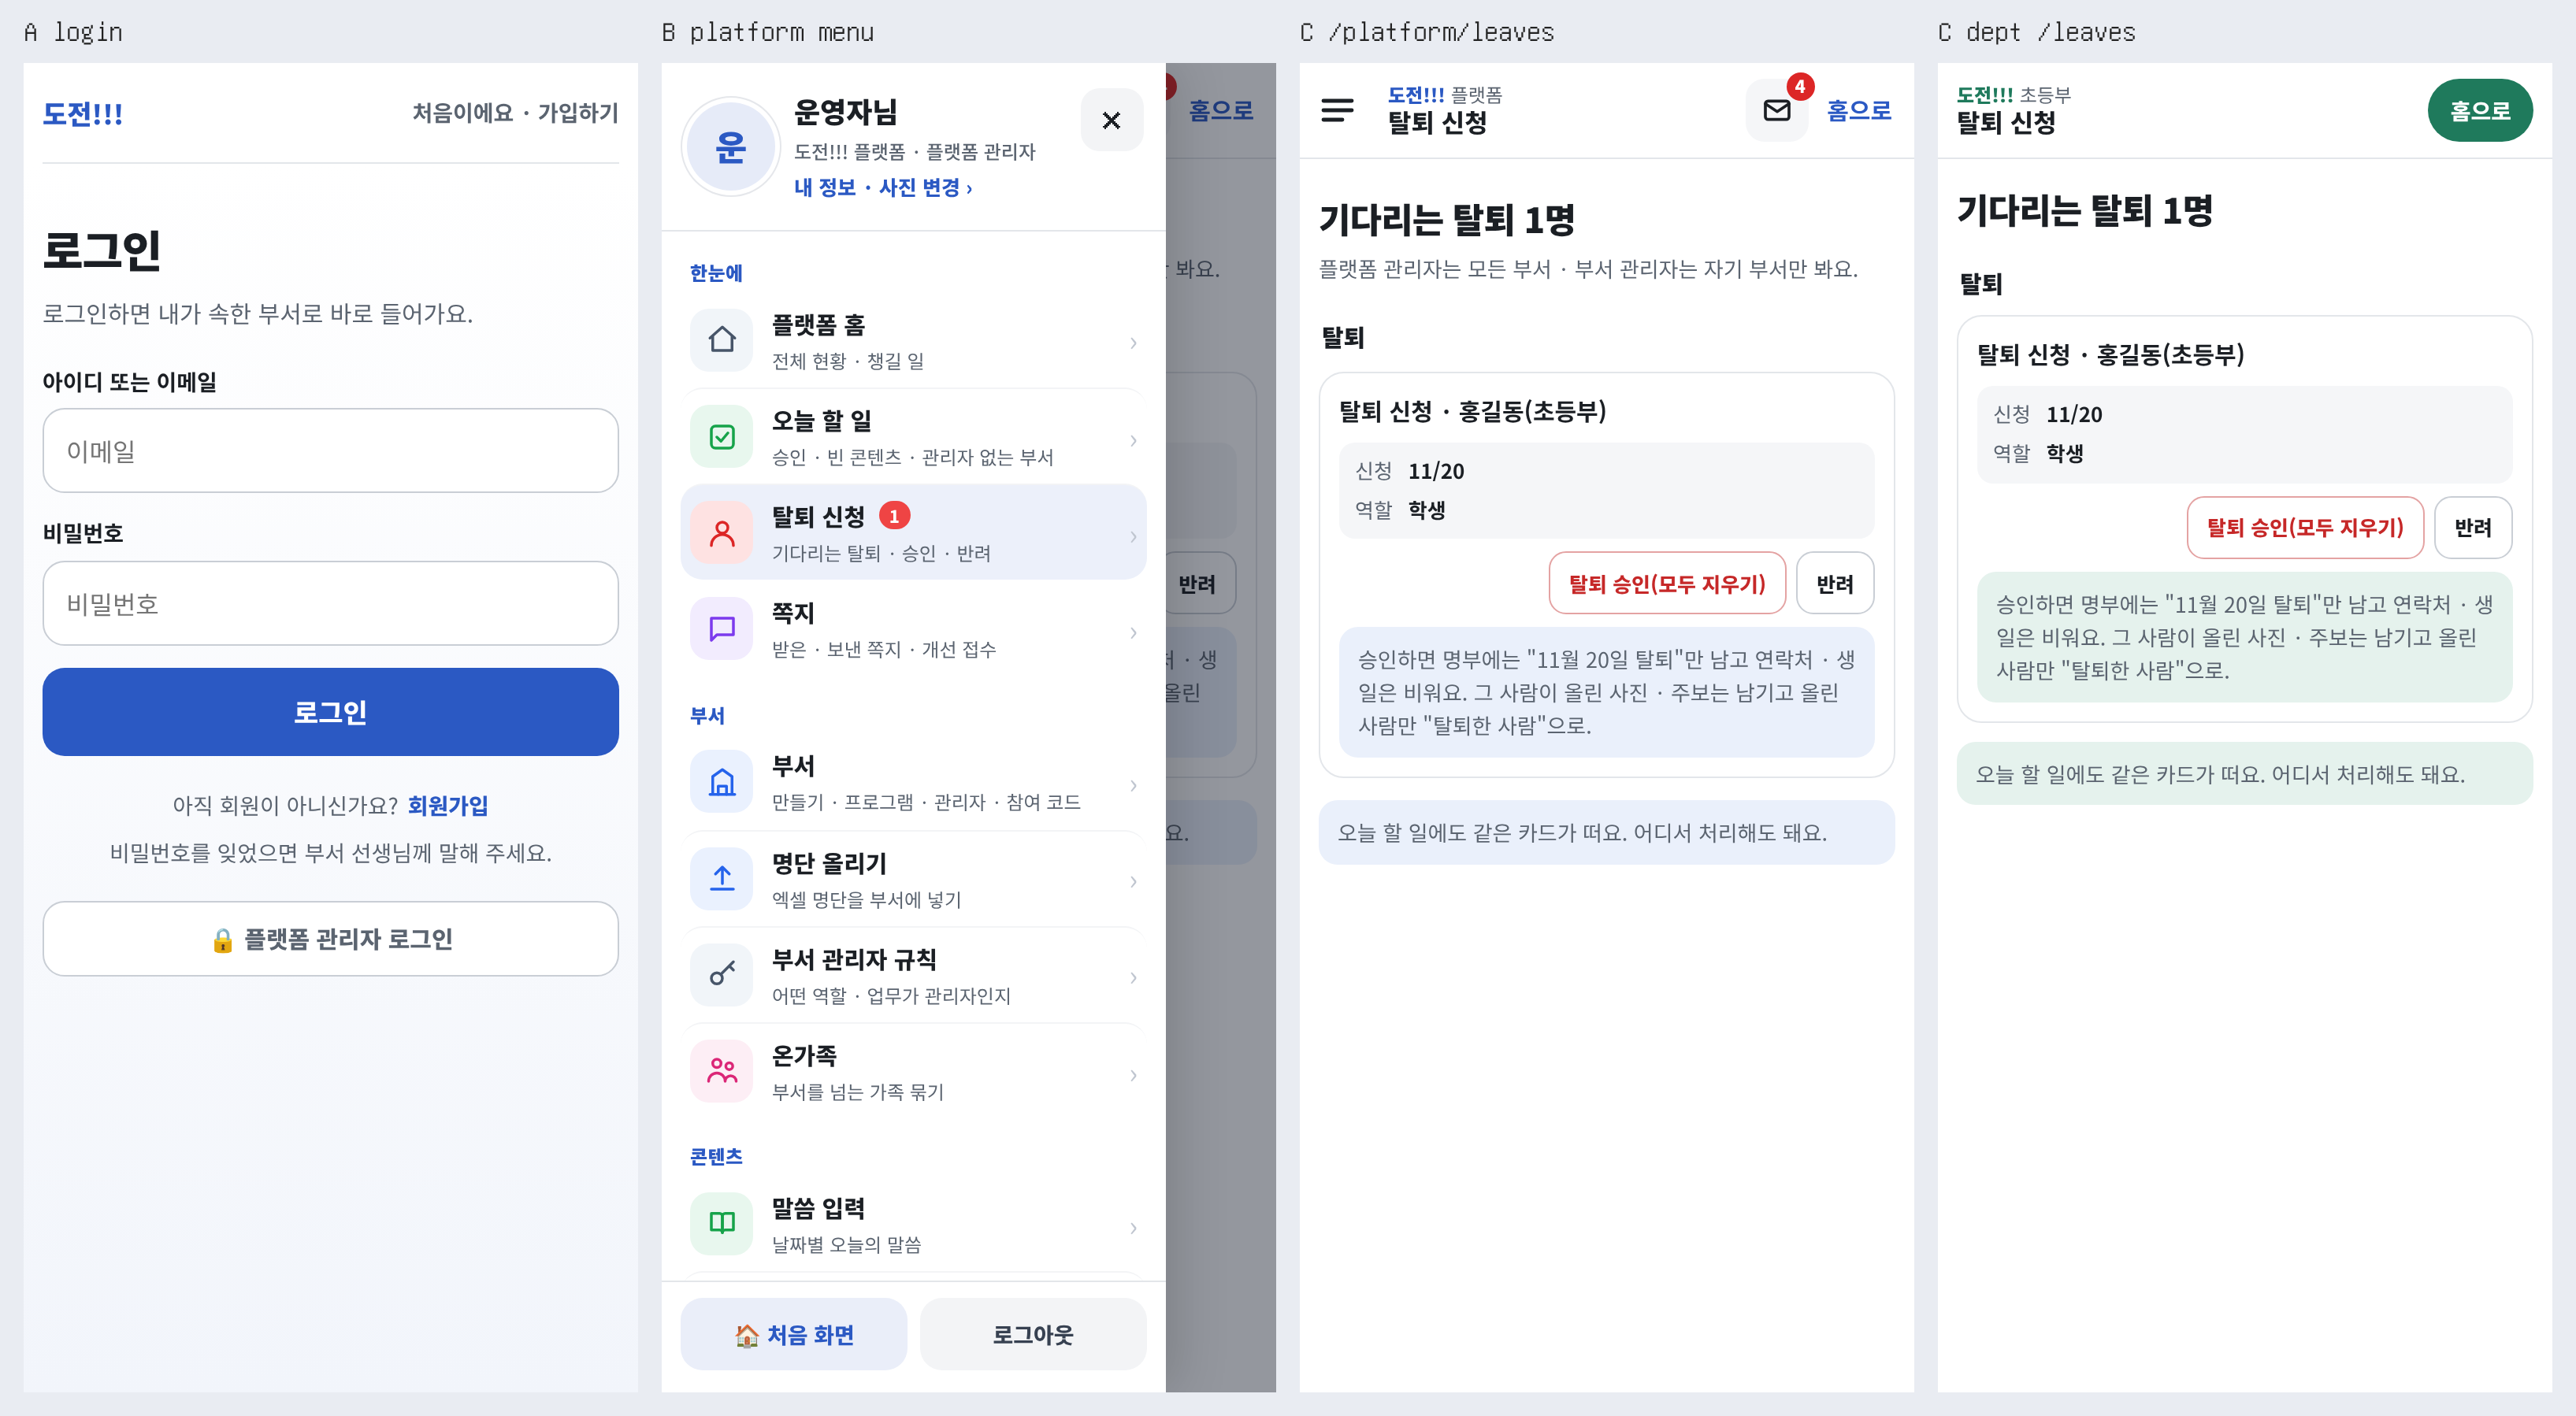 A login
도전!!!
처음이에요 · 가입하기
로그인
로그인하면 내가 속한 부서로 바로 들어가요.
아이디 또는 이메일
이메일
비밀번호
비밀번호
로그인
아직 회원이 아니신가요? 회원가입
비밀번호를 잊었으면 부서 선생님께 말해 주세요.
🔒 플랫폼 관리자 로그인
B platform menu
운
운영자님
도전!!! 플랫폼 · 플랫폼 관리자
내 정보 · 사진 변경 ›
✕
한눈에
플랫폼 홈
전체 현황 · 챙길 일
오늘 할 일
승인 · 빈 콘텐츠 · 관리자 없는 부서
탈퇴 신청 1
기다리는 탈퇴 · 승인 · 반려
쪽지
받은 · 보낸 쪽지 · 개선 접수
부서
부서
만들기 · 프로그램 · 관리자 · 참여 코드
명단 올리기
엑셀 명단을 부서에 넣기
부서 관리자 규칙
어떤 역할 · 업무가 관리자인지
온가족
부서를 넘는 가족 묶기
콘텐츠
말씀 입력
날짜별 오늘의 말씀
🏠 처음 화면
로그아웃
홈으로
봐요.
반려
· 생
올린
요.
C /platform/leaves
도전!!! 플랫폼
탈퇴 신청
4
홈으로
기다리는 탈퇴 1명
플랫폼 관리자는 모든 부서 · 부서 관리자는 자기 부서만 봐요.
탈퇴
탈퇴 신청 · 홍길동(초등부)
신청 11/20
역할 학생
탈퇴 승인(모두 지우기)
반려
승인하면 명부에는 "11월 20일 탈퇴"만 남고 연락처 · 생
일은 비워요. 그 사람이 올린 사진 · 주보는 남기고 올린
사람만 "탈퇴한 사람"으로.
오늘 할 일에도 같은 카드가 떠요. 어디서 처리해도 돼요.
C dept /leaves
도전!!! 초등부
탈퇴 신청
홈으로
기다리는 탈퇴 1명
탈퇴
탈퇴 신청 · 홍길동(초등부)
신청 11/20
역할 학생
탈퇴 승인(모두 지우기)
반려
승인하면 명부에는 "11월 20일 탈퇴"만 남고 연락처 · 생
일은 비워요. 그 사람이 올린 사진 · 주보는 남기고 올린
사람만 "탈퇴한 사람"으로.
오늘 할 일에도 같은 카드가 떠요. 어디서 처리해도 돼요.